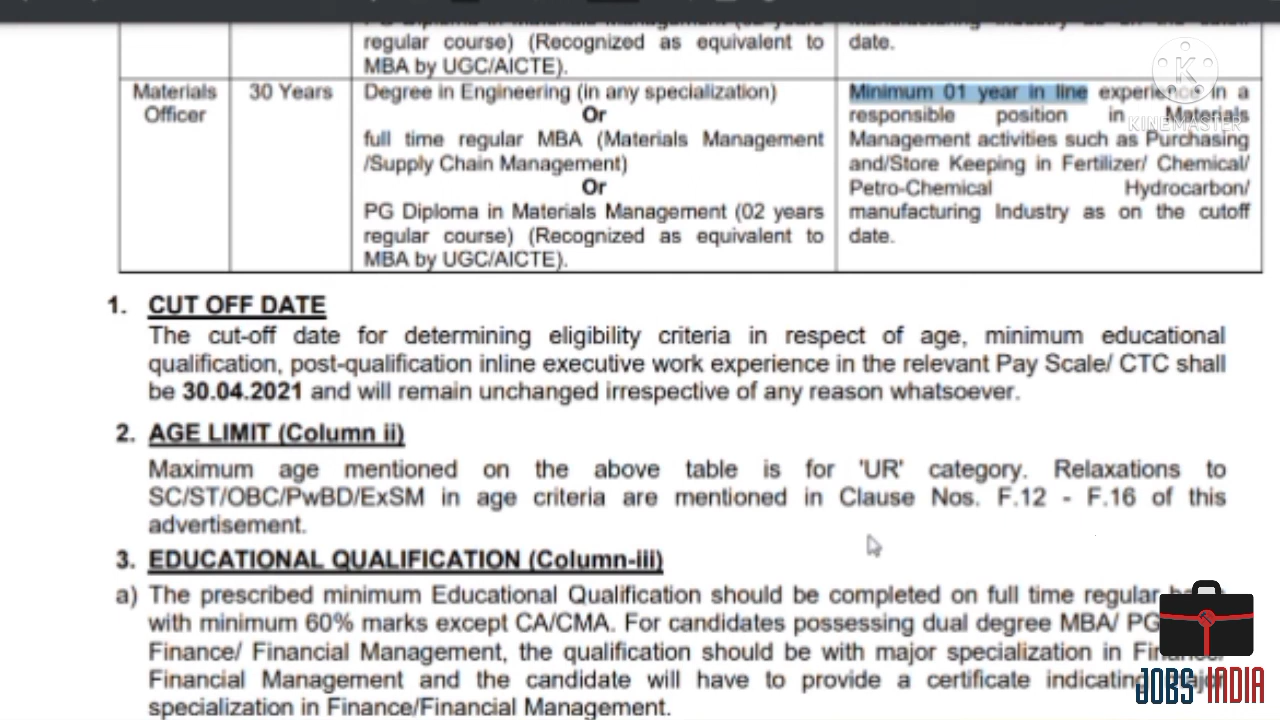 regular course) (Recognized as equivalent to
MBA by UGC/AICTE).
date.
Materials
Officer
30 Years
Degree in Engineering (in any specialization)
Or
full time regular MBA (Materials Management
/Supply Chain Management)
Or
PG Diploma in Materials Management (02 years
regular course) (Recognized as equivalent to
MBA by UGC/AICTE).
Minimum 01 year in line experience in a
responsible position in Materials
Management activities such as Purchasing
and/Store Keeping in Fertilizer/ Chemical/
Petro-Chemical Hydrocarbon/
manufacturing Industry as on the cutoff
date.
K
KINEMASTER
1. CUT OFF DATE
The cut-off date for determining eligibility criteria in respect of age, minimum educational
qualification, post-qualification inline executive work experience in the relevant Pay Scale/ CTC shall
be 30.04.2021 and will remain unchanged irrespective of any reason whatsoever.
2. AGE LIMIT (Column ii)
Maximum age mentioned on the above table is for 'UR' category. Relaxations to
SC/ST/OBC/PwBD/ExSM in age criteria are mentioned in Clause Nos. F.12 - F.16 of this
advertisement.
3. EDUCATIONAL QUALIFICATION (Column-iii)
a) The prescribed minimum Educational Qualification should be completed on full time regular
with minimum 60% marks except CA/CMA. For candidates possessing dual degree MBA/ PG
Finance/ Financial Management, the qualification should be with major specialization in Finance/
Financial Management and the candidate will have to provide a certificate indicating major
specialization in Finance/Financial Management.
JOBS INDIA